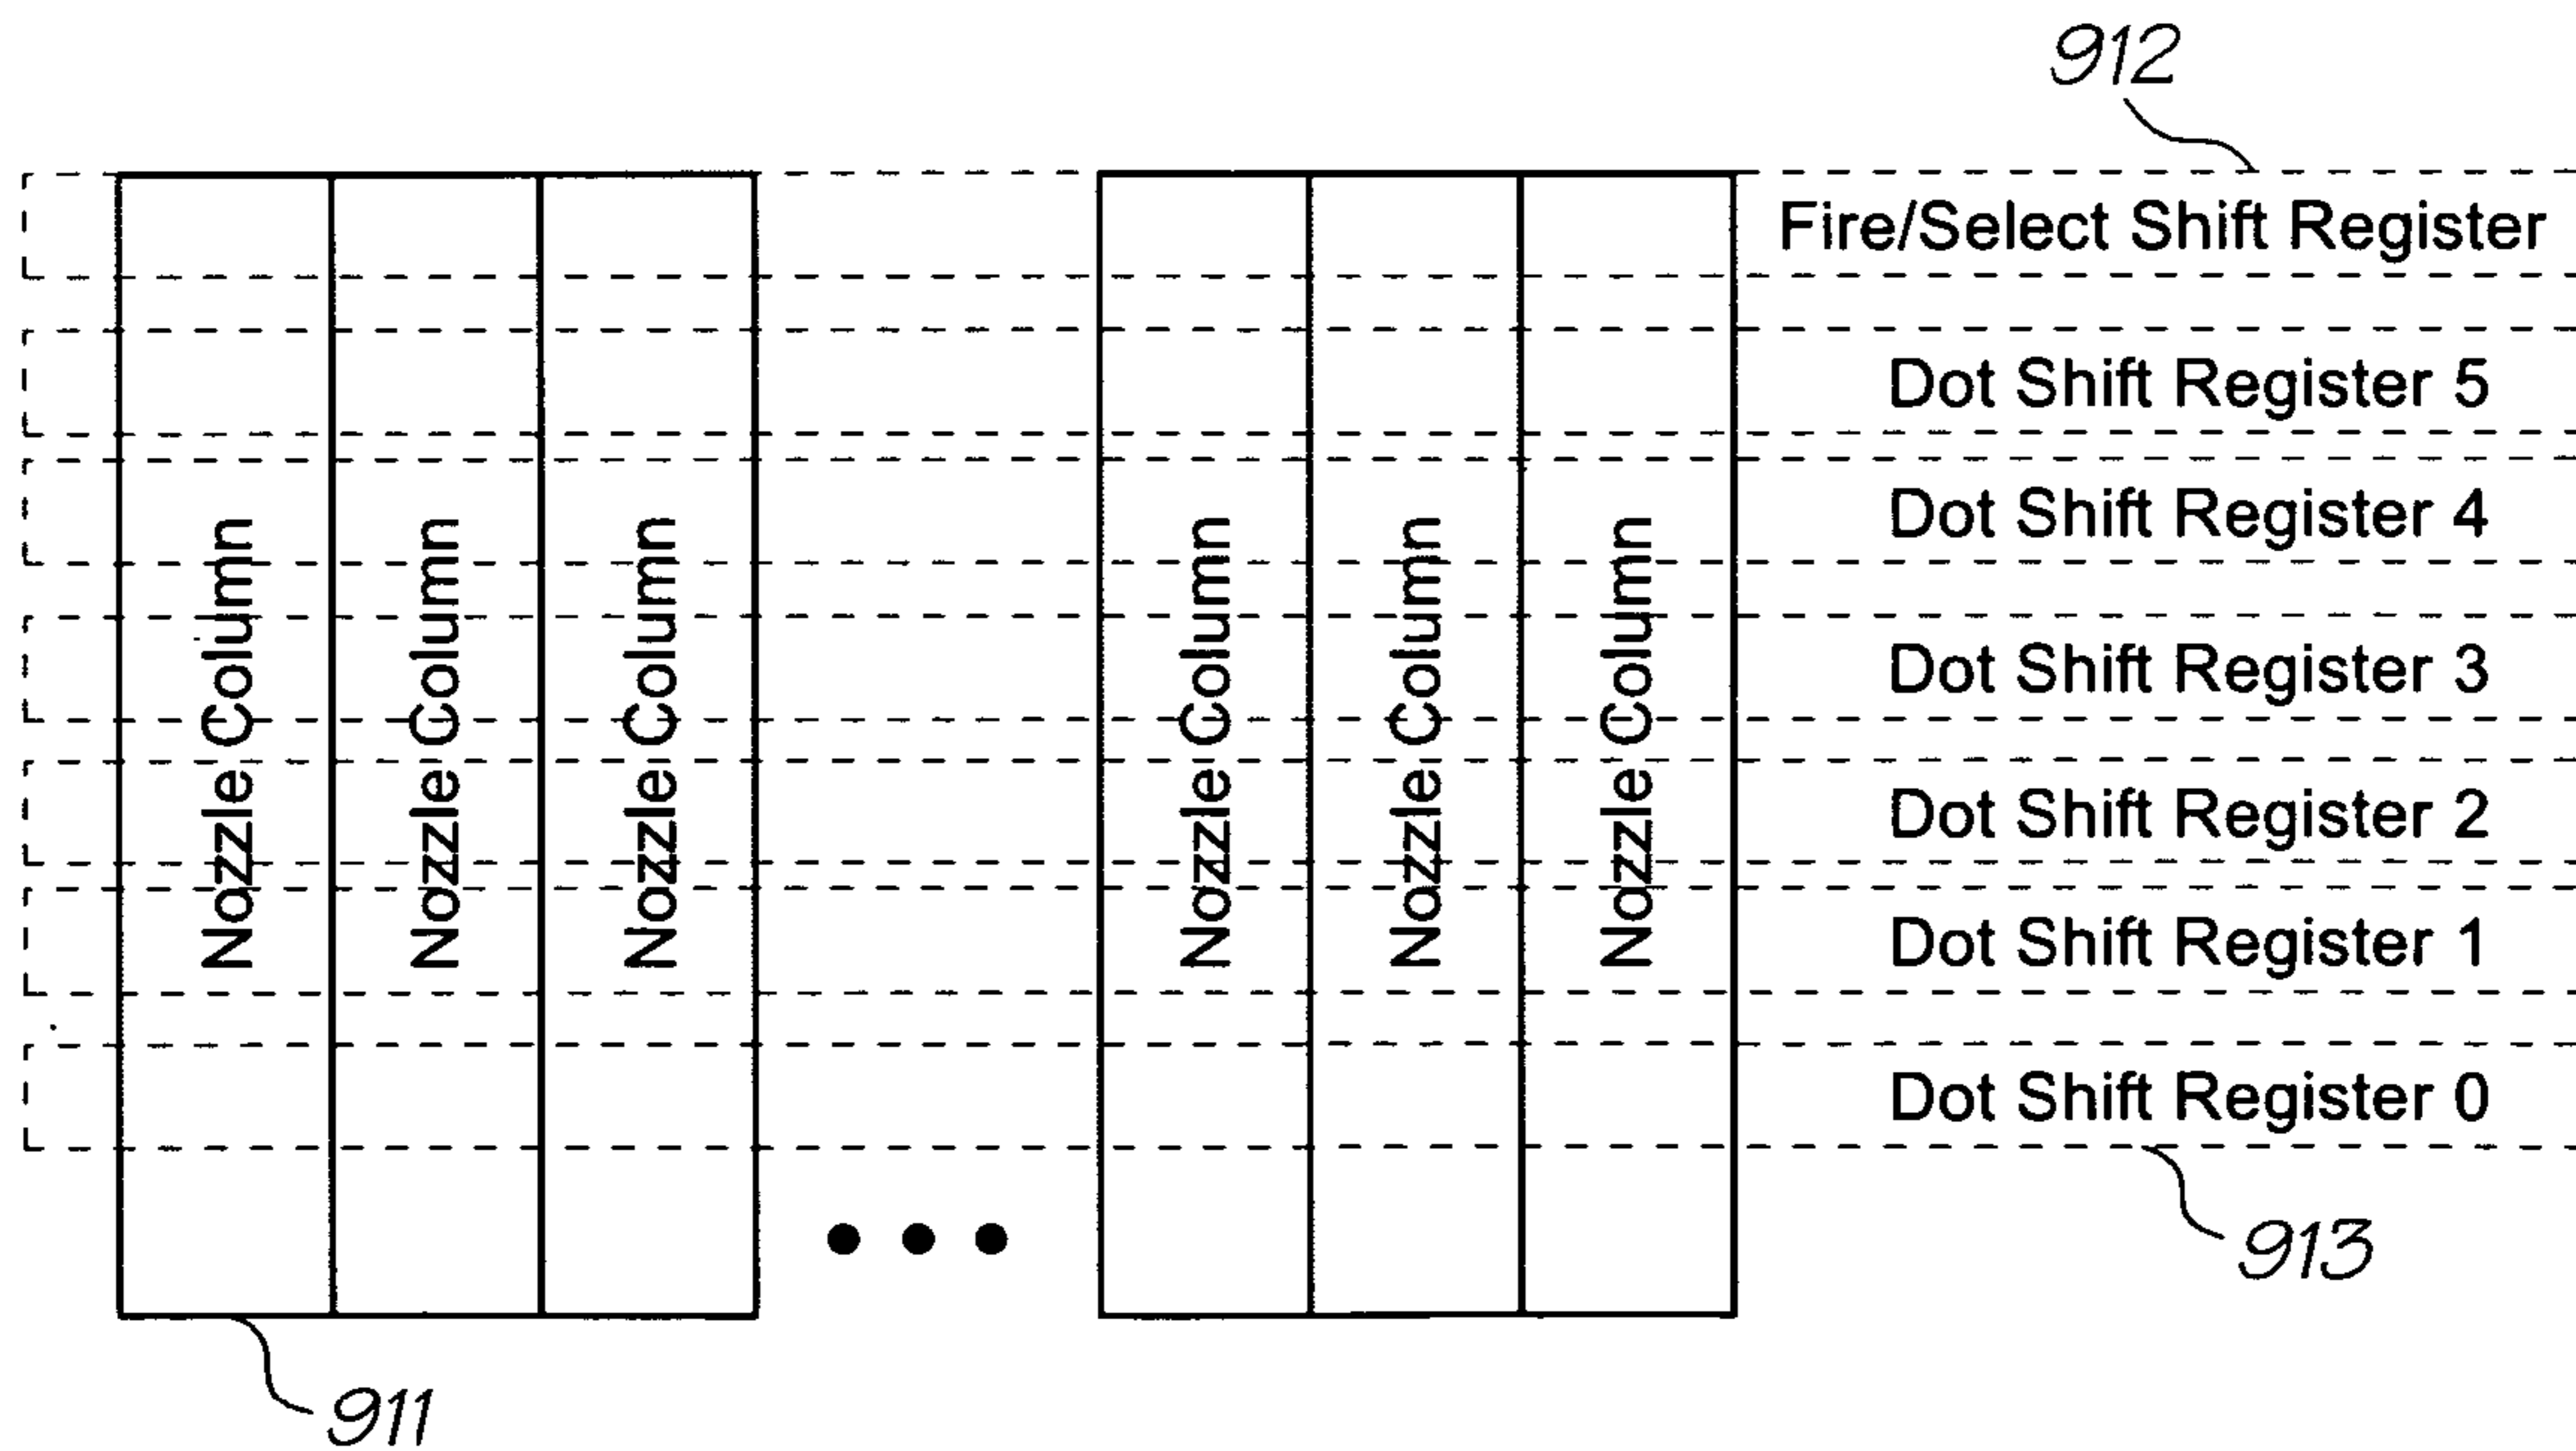 912
Fire/Select Shift Register
Dot Shift Register 5
Dot Shift Register 4
Dot Shift Register 3
Dot Shift Register 2
Dot Shift Register 1
Dot Shift Register 0
Nozzle Column
Nozzle Column
Nozzle Column
Nozzle Column
Nozzle Column
Nozzle Column
913
911